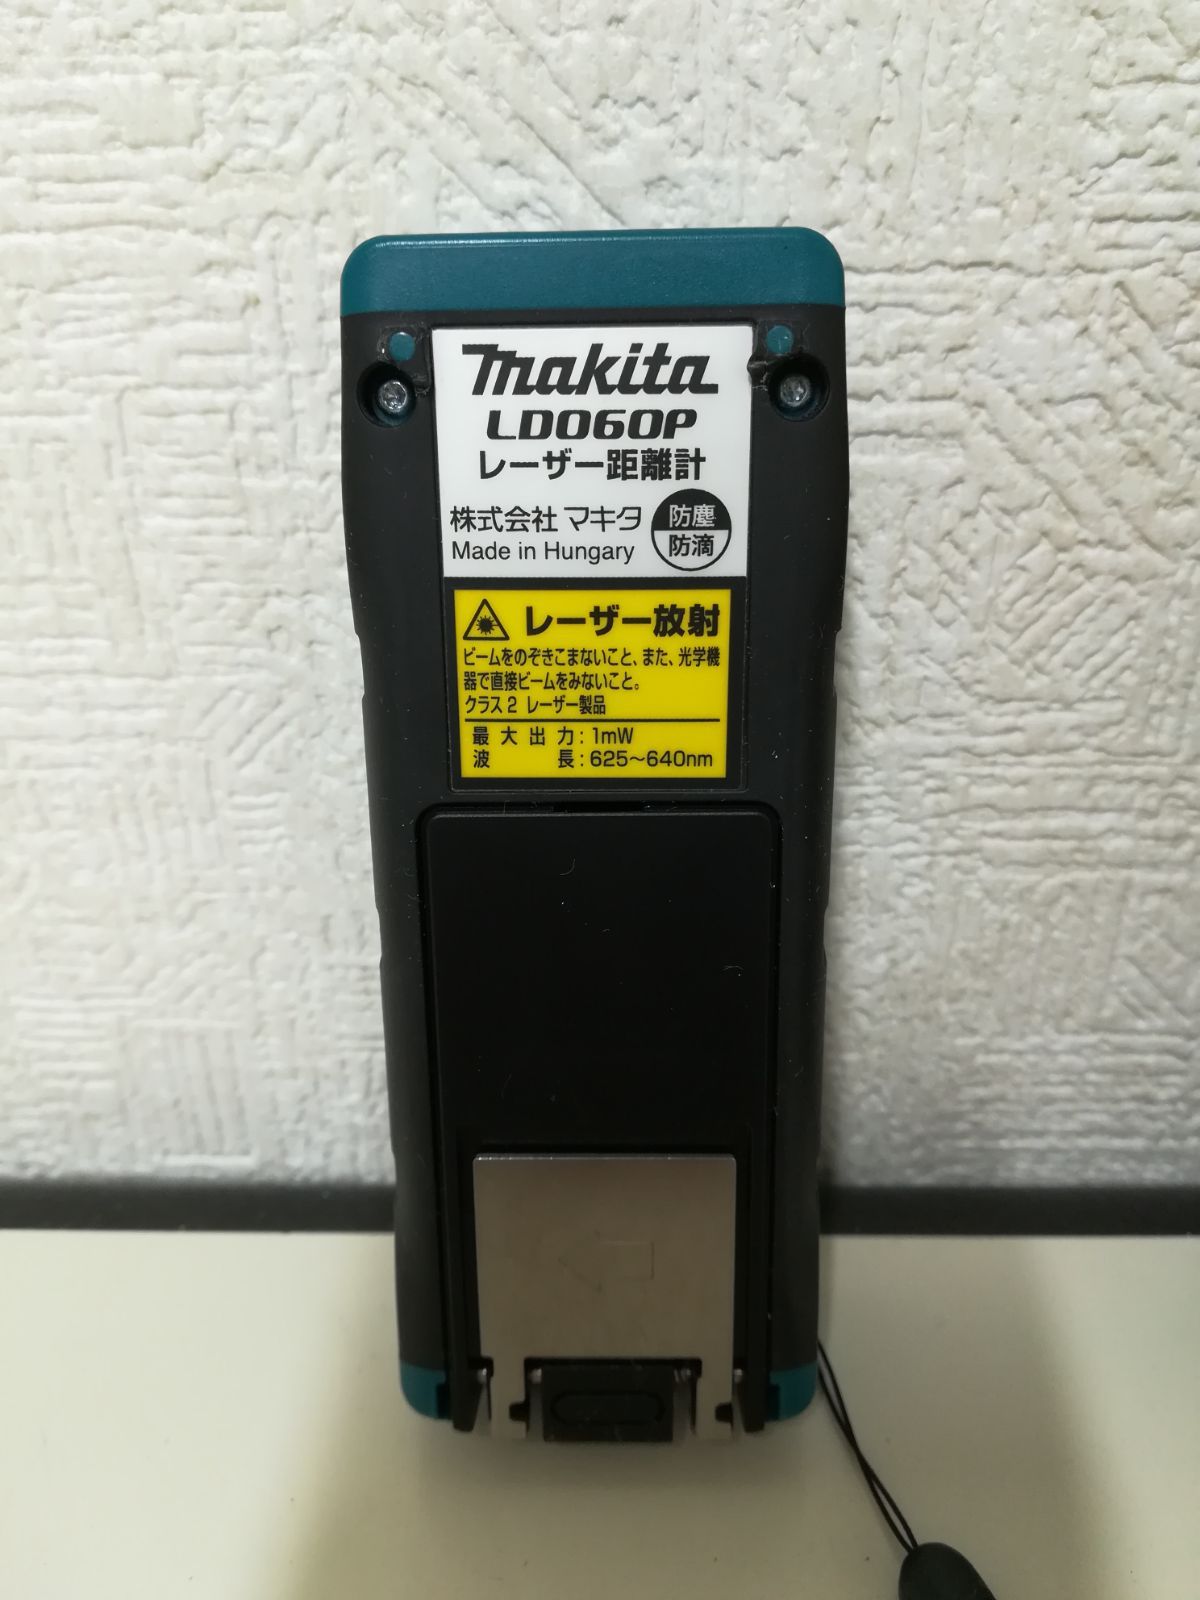 makita
LD060P
レーザー距離計
株式会社 マキタ
Made in Hungary
防塵
防滴
レーザー放射
ビームをのぞきこまないこと、また、光学機
器で直接ビームをみないこと。
クラス2 レーザー製品
最大出力:1mW
波長:625～640nm